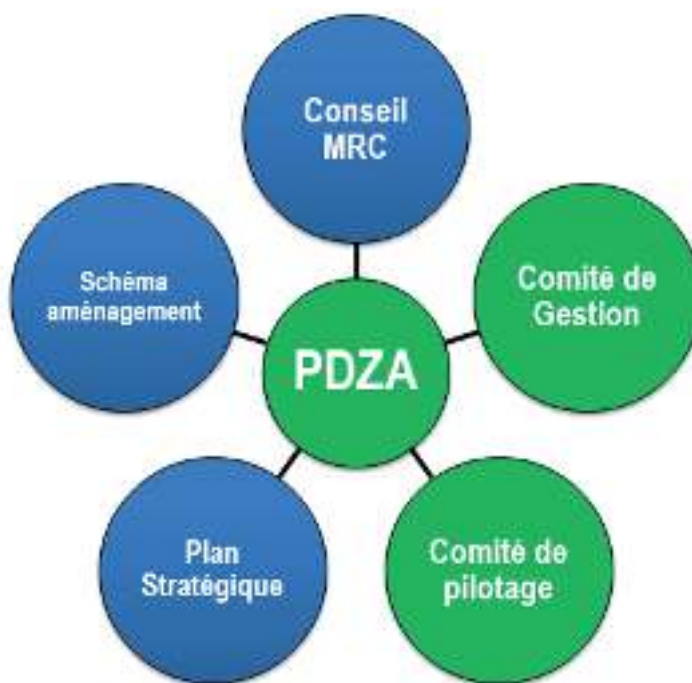 Conseil
MRC
Schéma
aménagement
Comité de
Gestion
PDZA
Plan
Stratégique
Comité de
pilotage